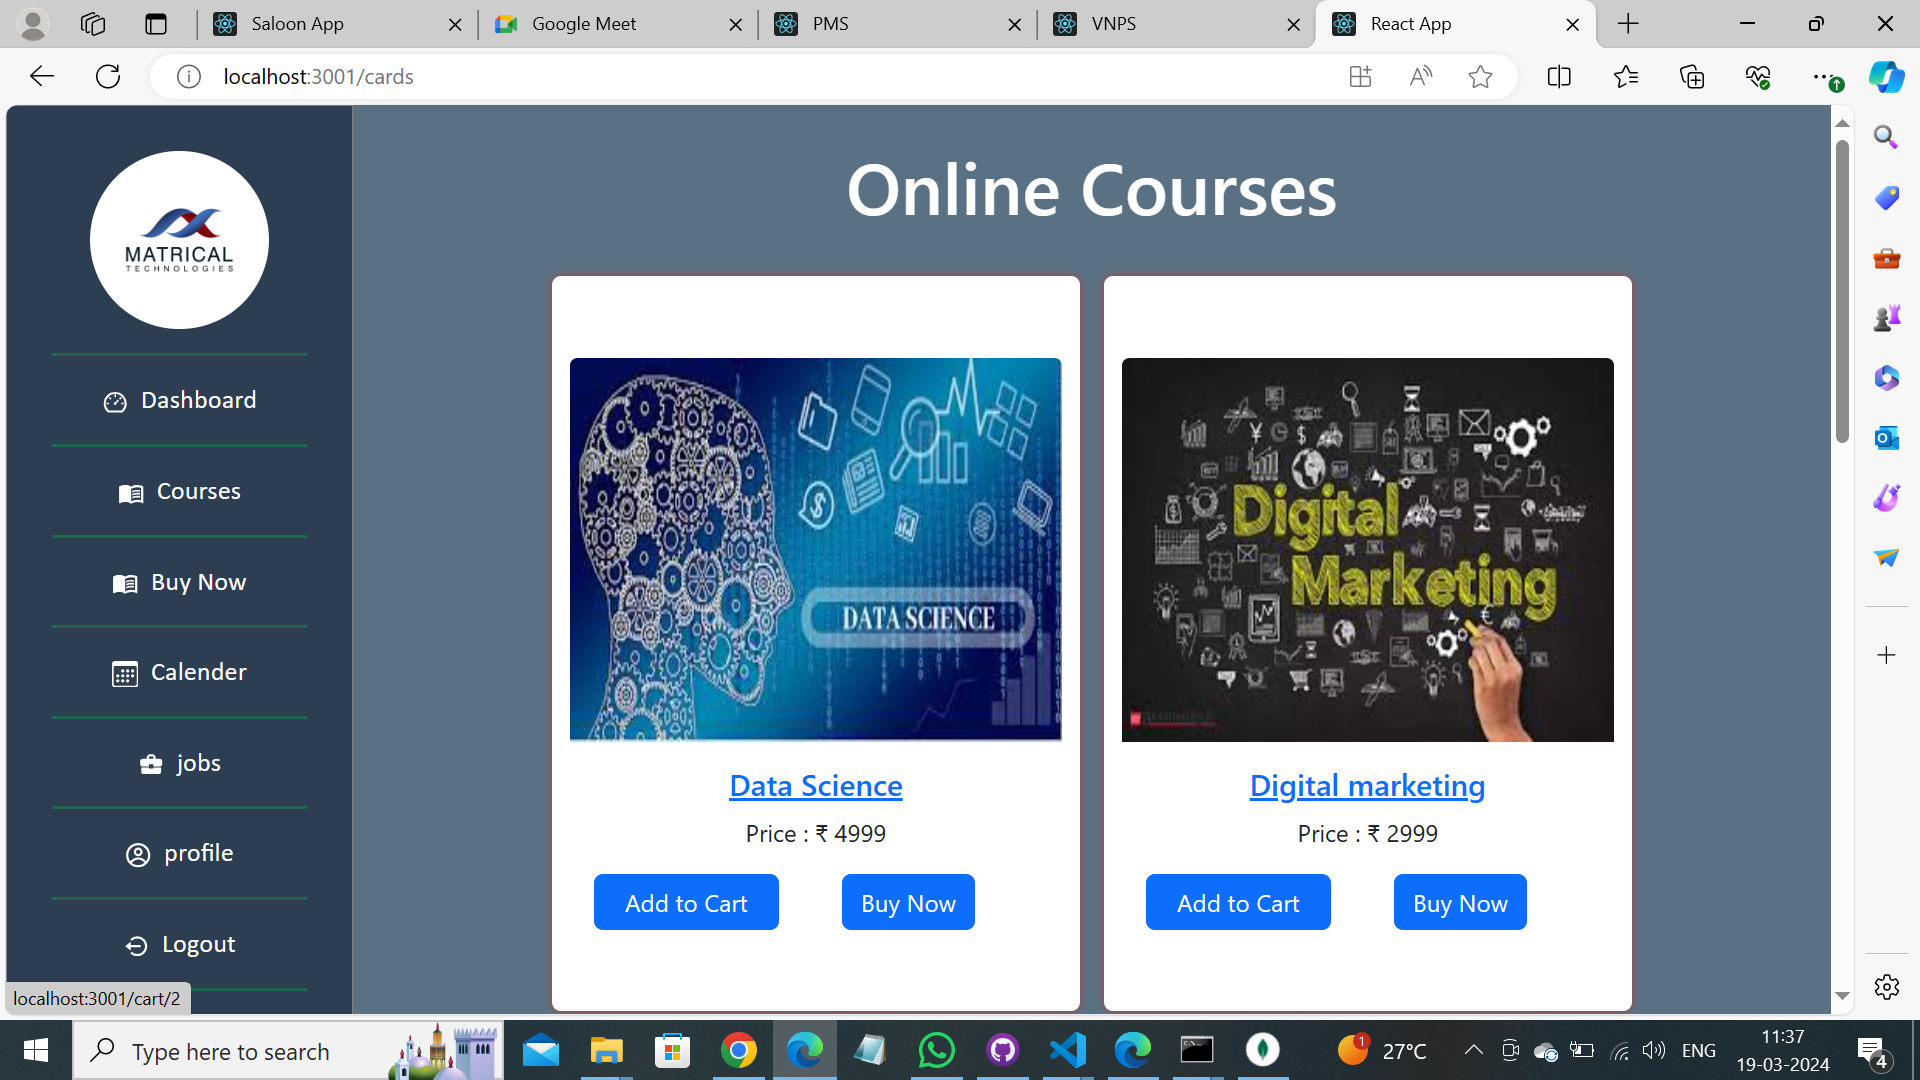 Saloon App
Google Meet
PMS
VNPS
React App
localhost:3001/cards
MATRICAL
TECHNOLOGIES
Dashboard
Courses
Buy Now
Calender
jobs
profile
Logout
localhost:3001/cart/2
Online Courses
DATA SCIENCE
Data Science
Price : ₹ 4999
Add to Cart
Buy Now
Digital
Marketing
Digital marketing
Price : ₹ 2999
Add to Cart
Buy Now
Type here to search
1
27°C
ENG
11:37
19-03-2024
4